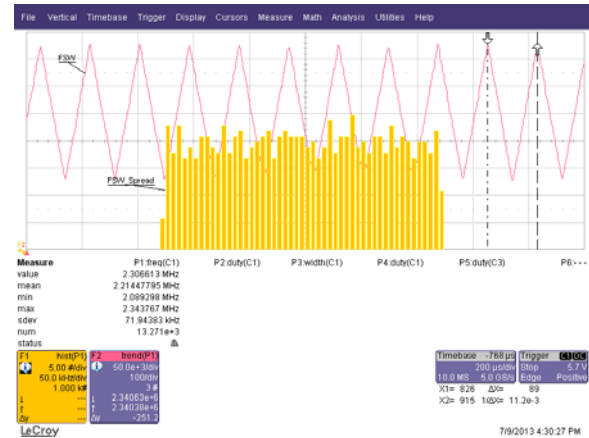 File Vertical Timebase Trigger Display Cursors Measure Math Analysis Utilities Help
FSW
FSW_Spread
Measure P1:freq(C1) P2:duty(C1) P3:width(C1) P4:duty(C1) P5:duty(C3) P6:---
value 2.306613 MHz
mean 2.21447795 MHz
min 2.089298 MHz
max 2.343767 MHz
sdev 71.94383 kHz
num 13.271e+3
status
F1 hist(P1) F2 trend(P1)
5.00 #/div 50.0e+3/div
50.0 kHz/div 100/div
1.000 k# 3 #
--- 2.34063e+6
--- 2.34038e+6
Δy --- Δy -251.2
Timebase -768 µs Trigger C1 DC
200 µs/div Stop 5.7 V
10.0 MS 5.0 GS/s Edge Positive
X1= 826 ΔX= 89
X2= 915 1/ΔX= 11.2e-3
LeCroy 7/9/2013 4:30:27 PM